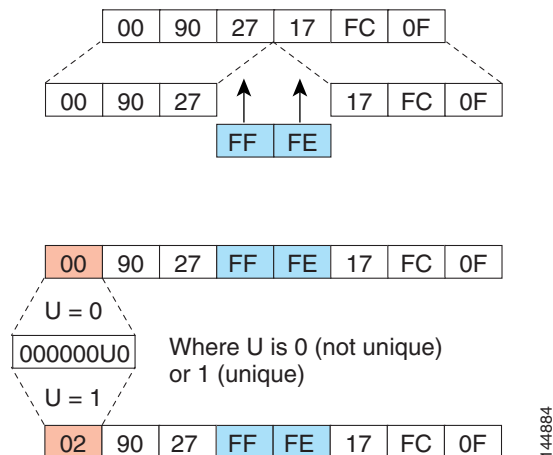 00 90 27 17 FC 0F
00 90 27 17 FC 0F
FF FE
00 90 27 FF FE 17 FC 0F
U = 0
000000U0 Where U is 0 (not unique)
or 1 (unique)
U = 1
02 90 27 FF FE 17 FC 0F
144884